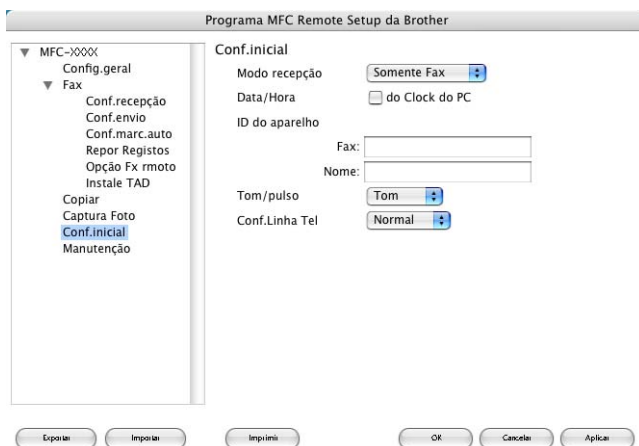 Programa MFC Remote Setup da Brother
MFC-XXXX
Config.geral
Fax
Conf.recepção
Conf.envio
Conf.marc.auto
Repor Registos
Opção Fx rmoto
Instale TAD
Copiar
Captura Foto
Conf.inicial
Manutenção
Conf.inicial
Modo recepção Somente Fax
Data/Hora do Clock do PC
ID do aparelho
Fax:
Nome:
Tom/pulso Tom
Conf.Linha Tel Normal
Exportar Importar Imprimir OK Cancelar Aplicar